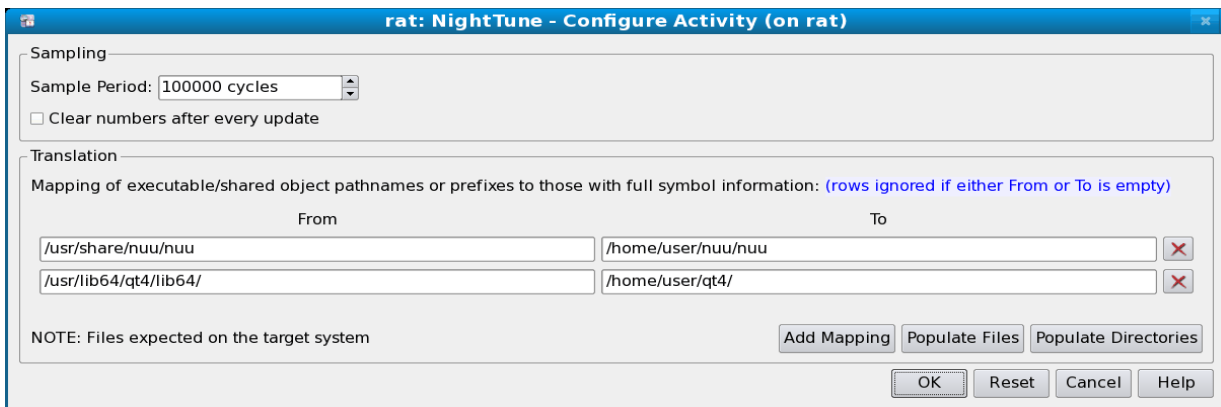 rat: NightTune - Configure Activity (on rat)
Sampling
Sample Period: 100000 cycles
Clear numbers after every update
Translation
Mapping of executable/shared object pathnames or prefixes to those with full symbol information: (rows ignored if either From or To is empty)
From To
/usr/share/nuu/nuu /home/user/nuu/nuu
/usr/lib64/qt4/lib64/ /home/user/qt4/
NOTE: Files expected on the target system Add Mapping Populate Files Populate Directories
OK Reset Cancel Help